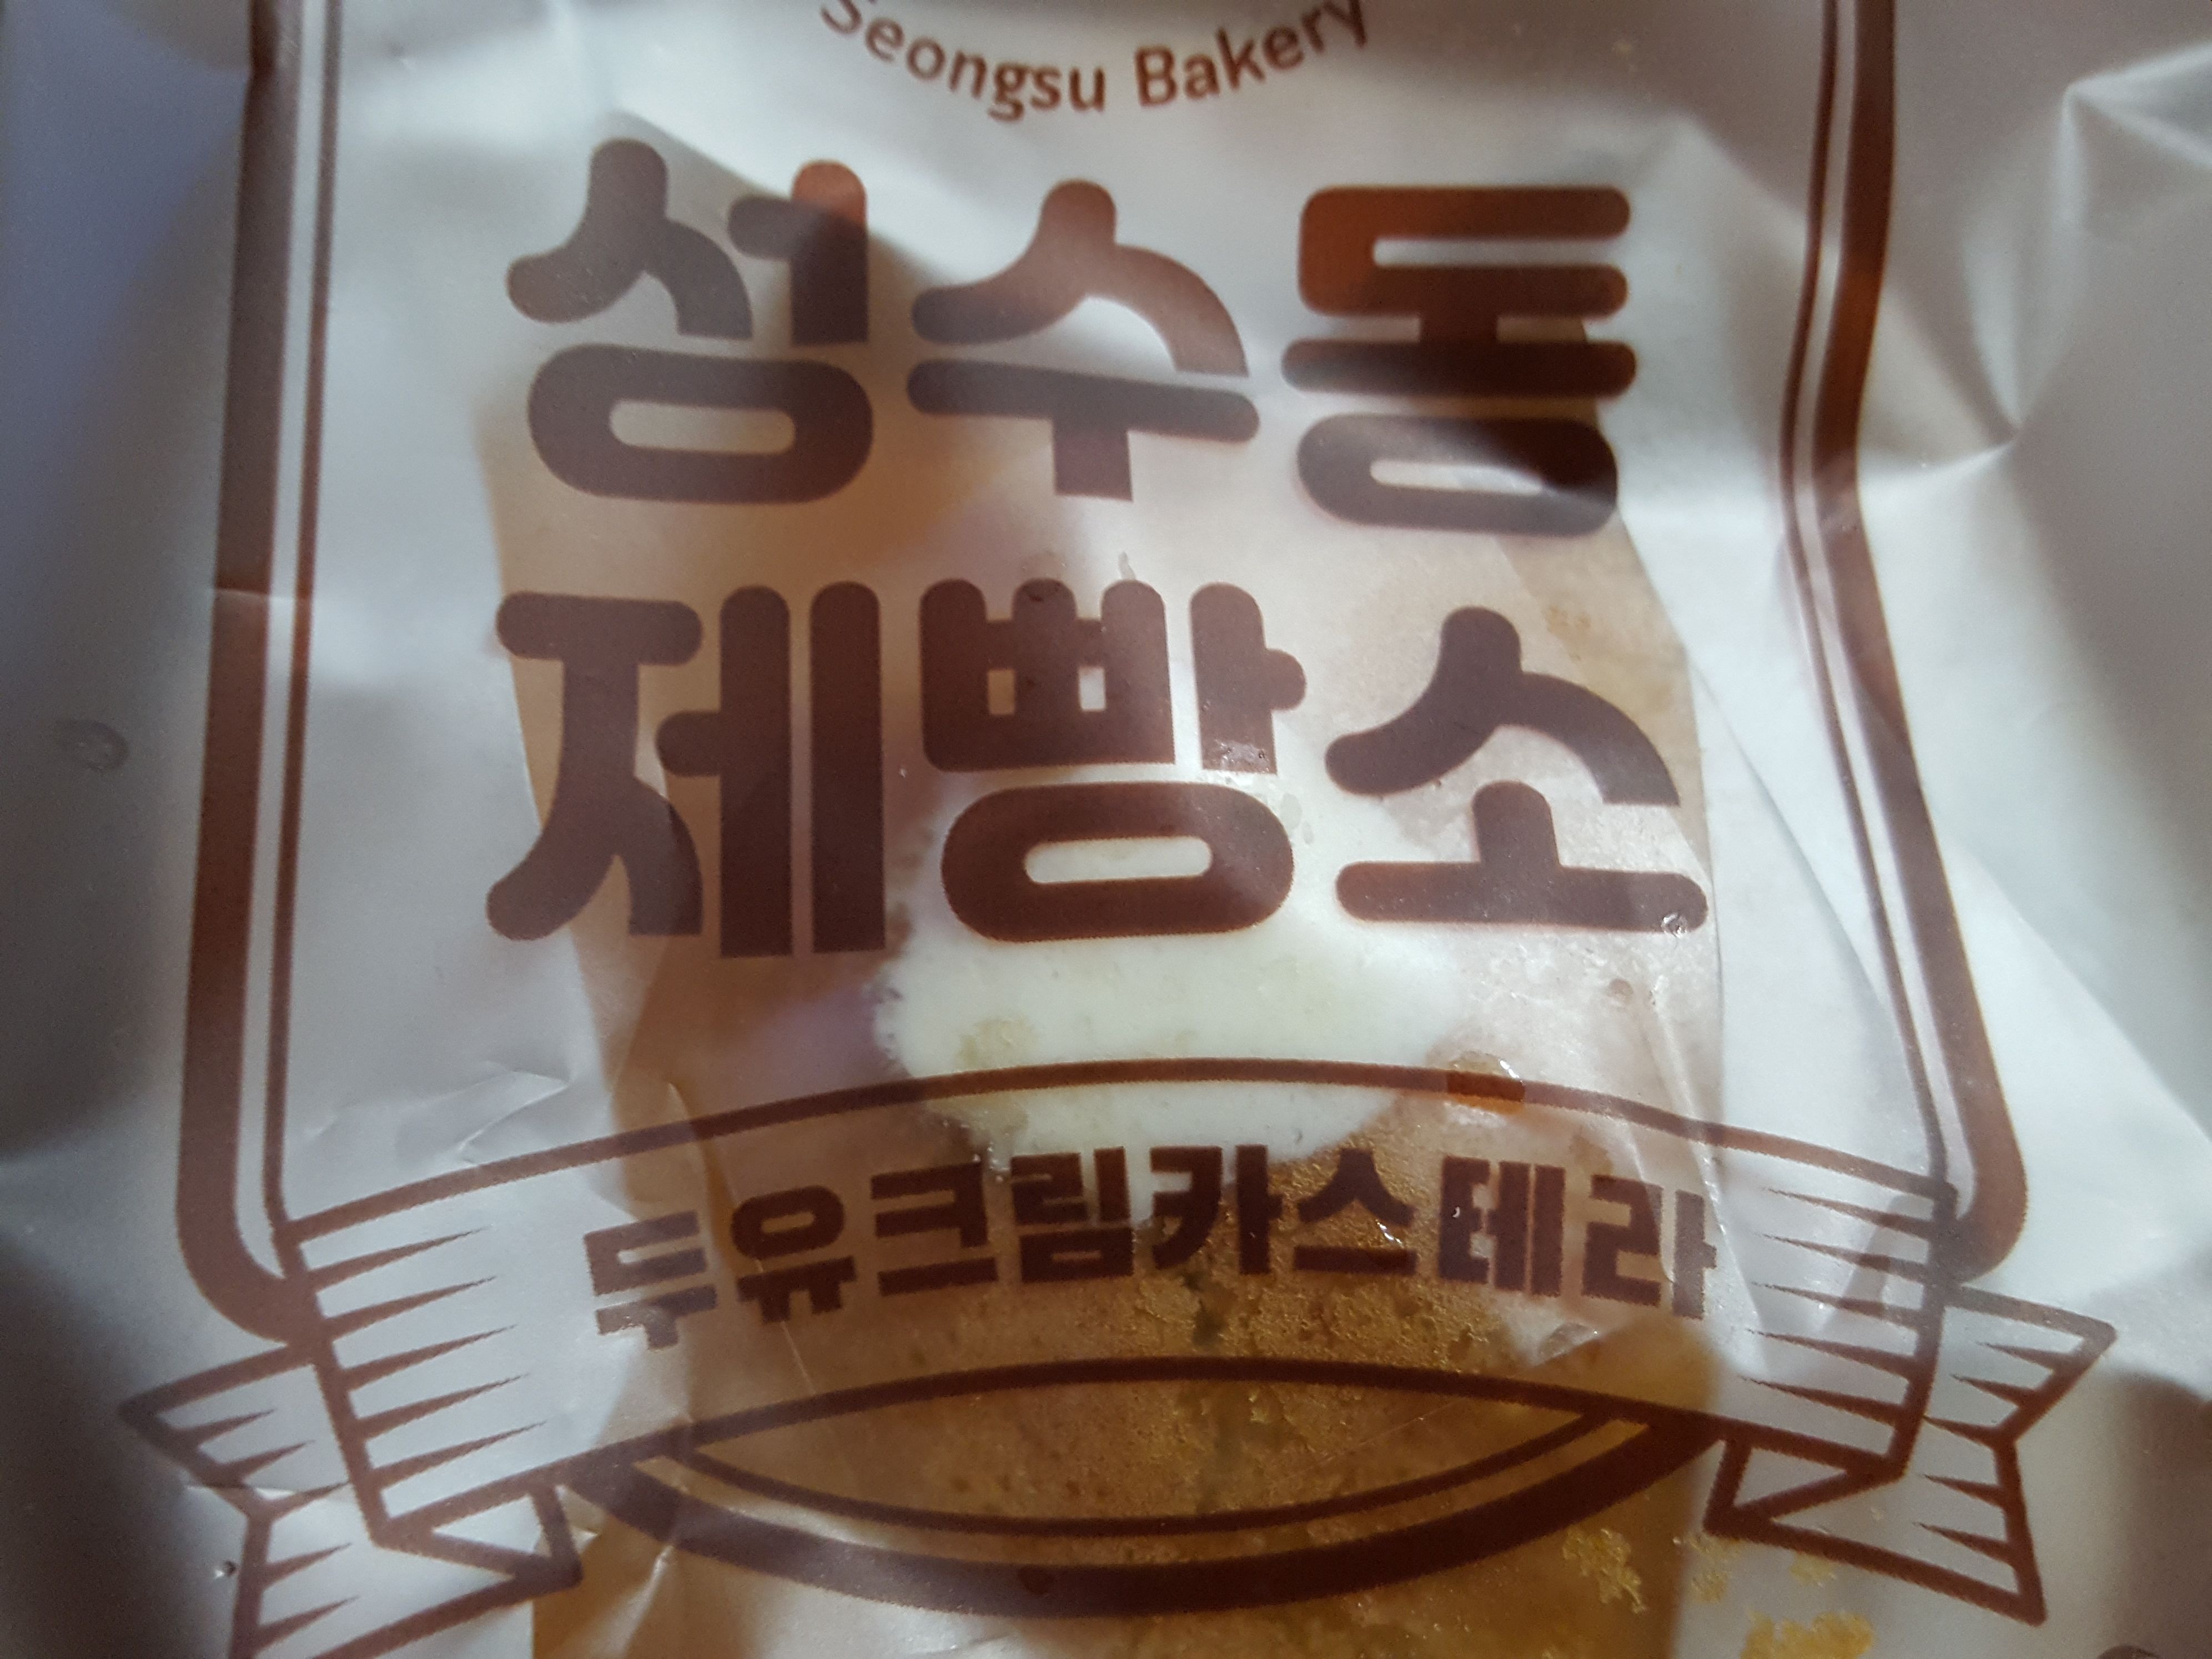 Seongsu Bakery
성수동
제빵소
두유크림카스테라